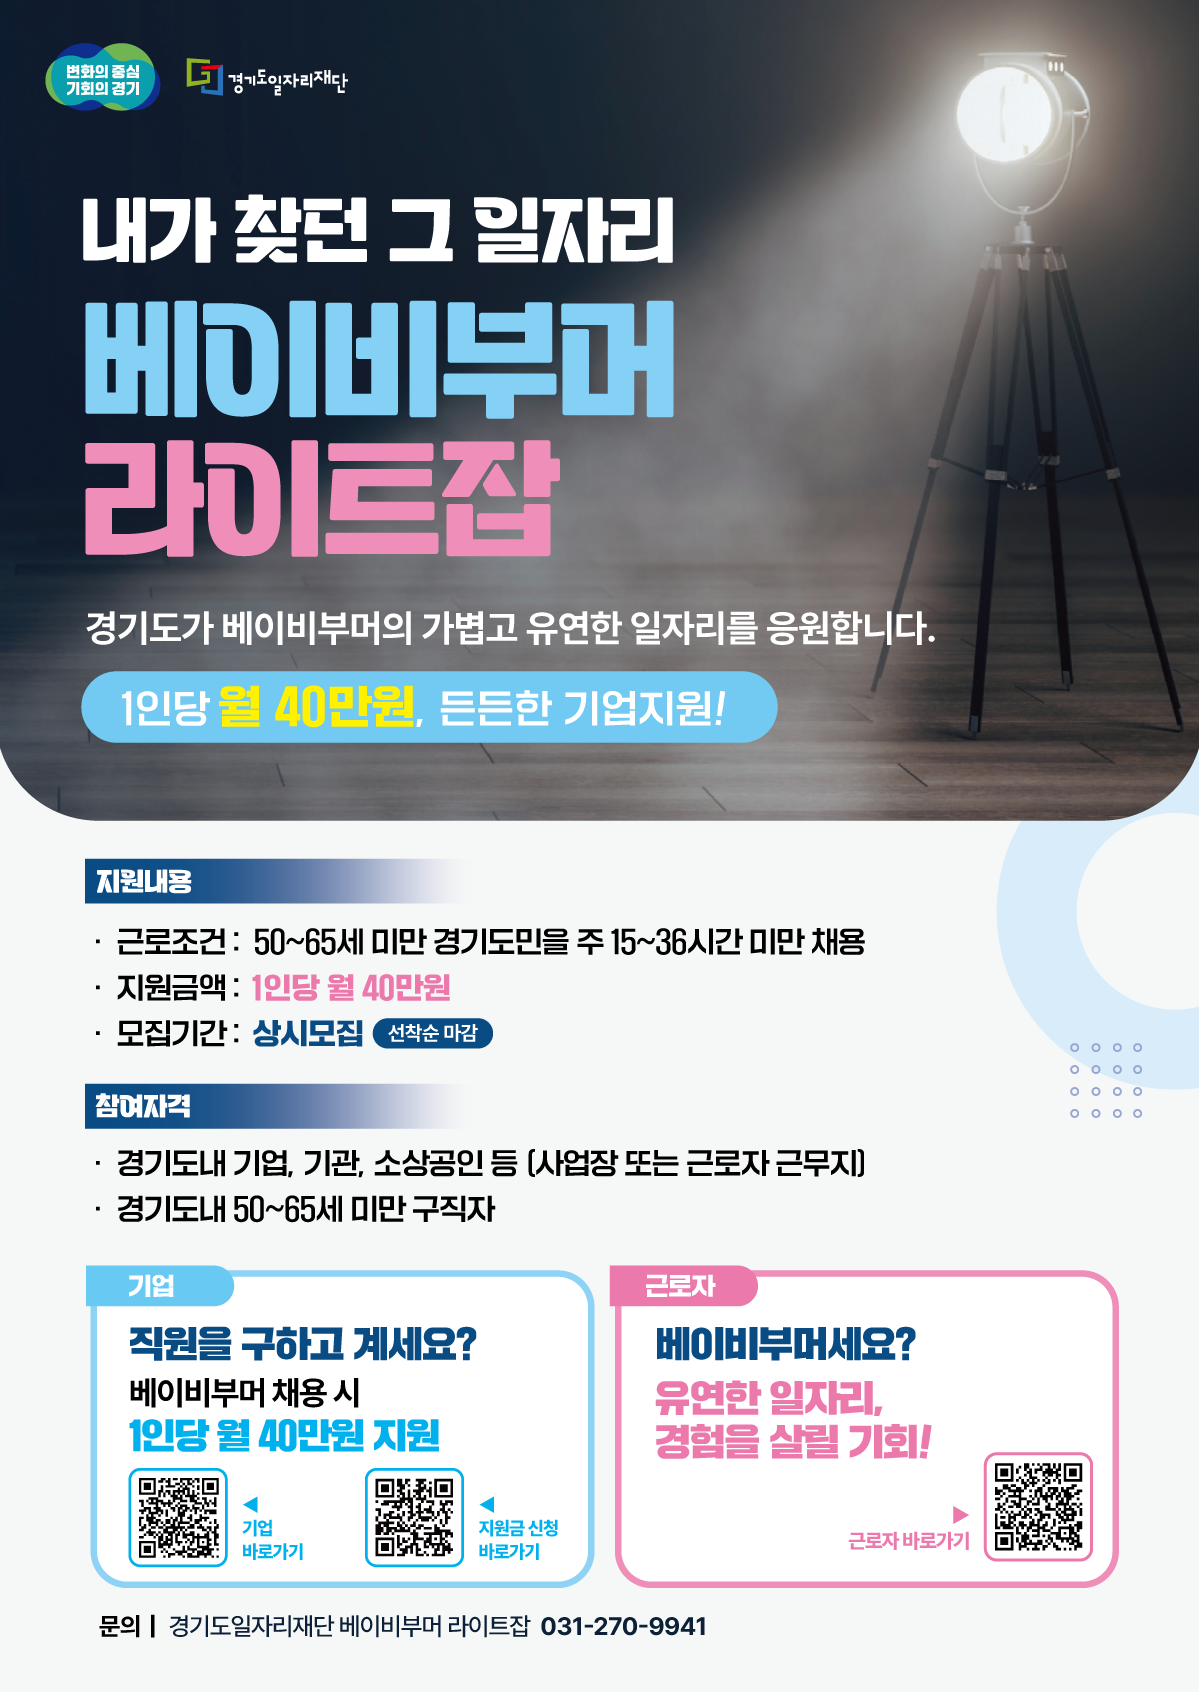 변화의 중심
기회의 경기
경기도일자리재단
내가 찾던 그 일자리
베이비부머
라이트잡
경기도가 베이비부머의 가볍고 유연한 일자리를 응원합니다.
1인당 월 40만원, 든든한 기업지원!
지원내용
· 근로조건 : 50~65세 미만 경기도민을 주 15~36시간 미만 채용
· 지원금액 : 1인당 월 40만원
· 모집기간 : 상시모집 선착순 마감
참여자격
· 경기도내 기업, 기관, 소상공인 등 (사업장 또는 근로자 근무지)
· 경기도내 50~65세 미만 구직자
기업
직원을 구하고 계세요?
베이비부머 채용 시
1인당 월 40만원 지원
◀
기업
바로가기
◀
지원금 신청
바로가기
근로자
베이비부머세요?
유연한 일자리,
경험을 살릴 기회!
▶
근로자 바로가기
문의 | 경기도일자리재단 베이비부머 라이트잡 031-270-9941